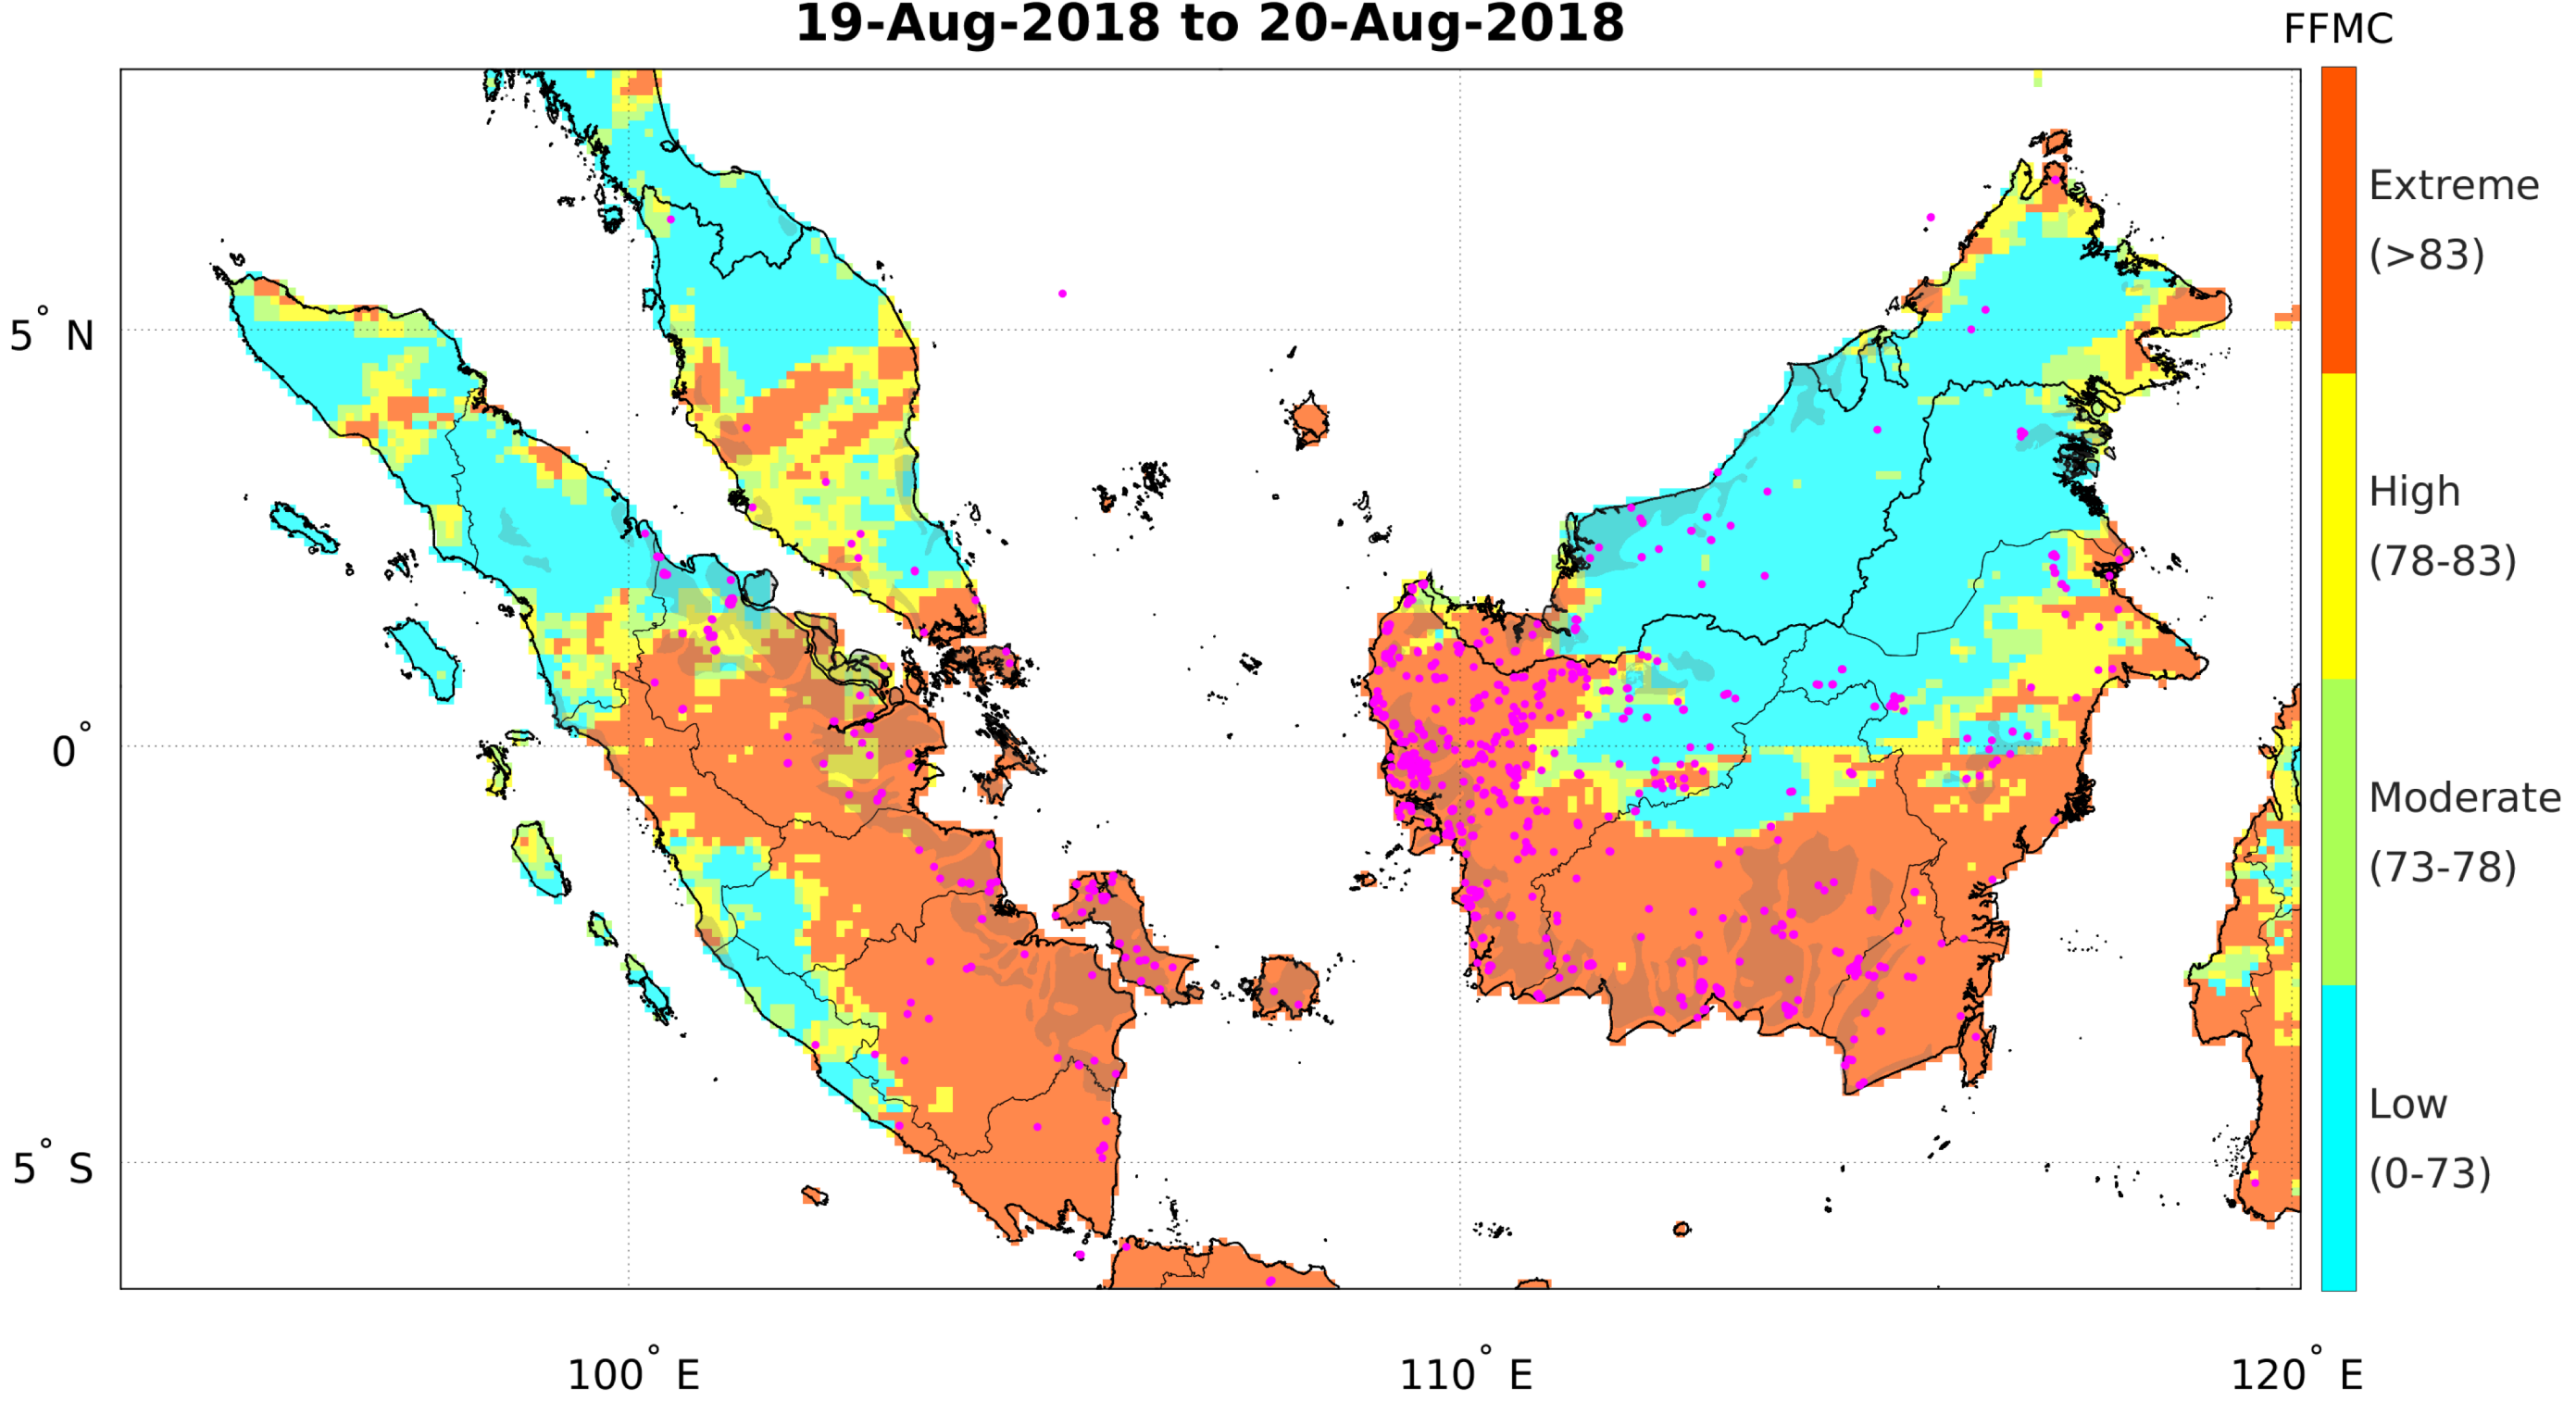 19-Aug-2018 to 20-Aug-2018
FFMC
Extreme
(>83)
High
(78-83)
Moderate
(73-78)
Low
(0-73)
5° N
0°
5° S
100° E
110° E
120° E